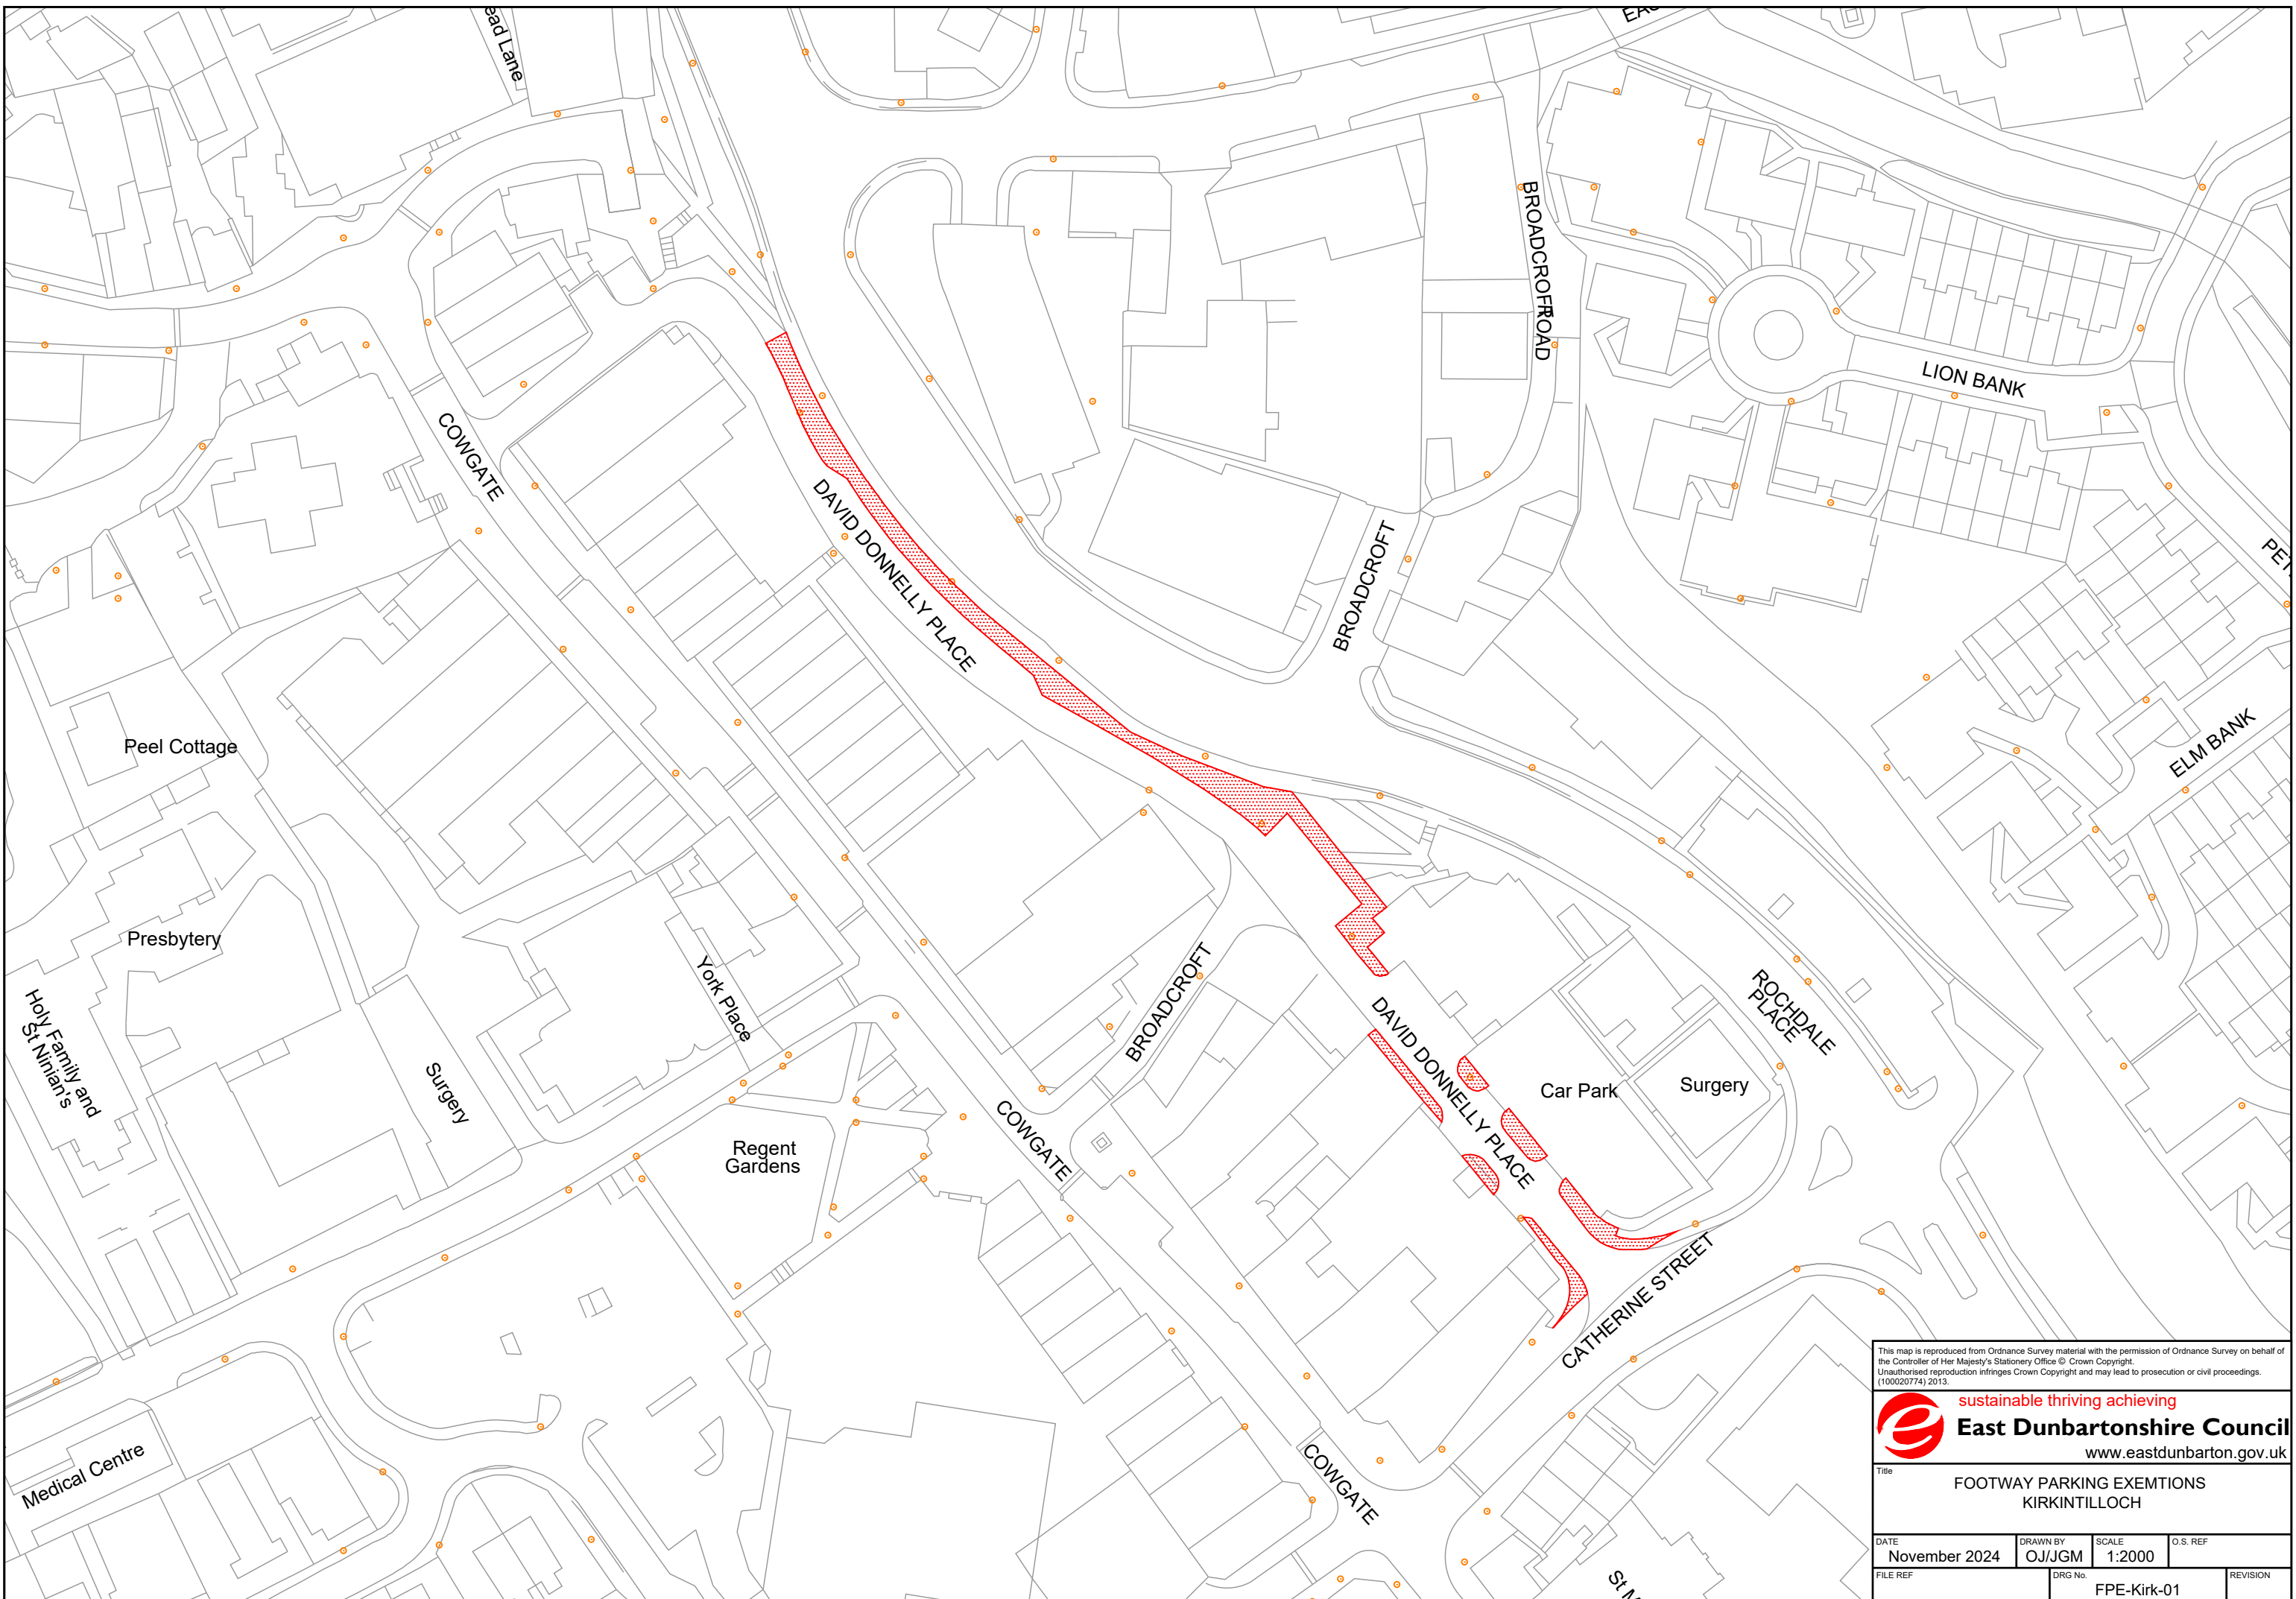 ead Lane
BROADCROFT
ROAD
LION BANK
COWGATE
DAVID DONNELLY PLACE
BROADCROFT
ELM BANK
Peel Cottage
Presbytery
Holy Family and
St Ninian's
York Place
Surgery
BROADCROFT
ROCHDALE
PLACE
DAVID DONNELLY PLACE
Car Park
Surgery
COWGATE
Regent
Gardens
CATHERINE STREET
Medical Centre
COWGATE
St M
This map is reproduced from Ordnance Survey material with the permission of Ordnance Survey on behalf of
the Controller of Her Majesty's Stationery Office © Crown Copyright.
Unauthorised reproduction infringes Crown Copyright and may lead to prosecution or civil proceedings.
(100020774) 2013.
sustainable thriving achieving
East Dunbartonshire Council
www.eastdunbarton.gov.uk
Title
FOOTWAY PARKING EXEMTIONS
KIRKINTILLOCH
DATE
November 2024
DRAWN BY
OJ/JGM
SCALE
1:2000
O.S. REF
FILE REF
DRG No.
FPE-Kirk-01
REVISION